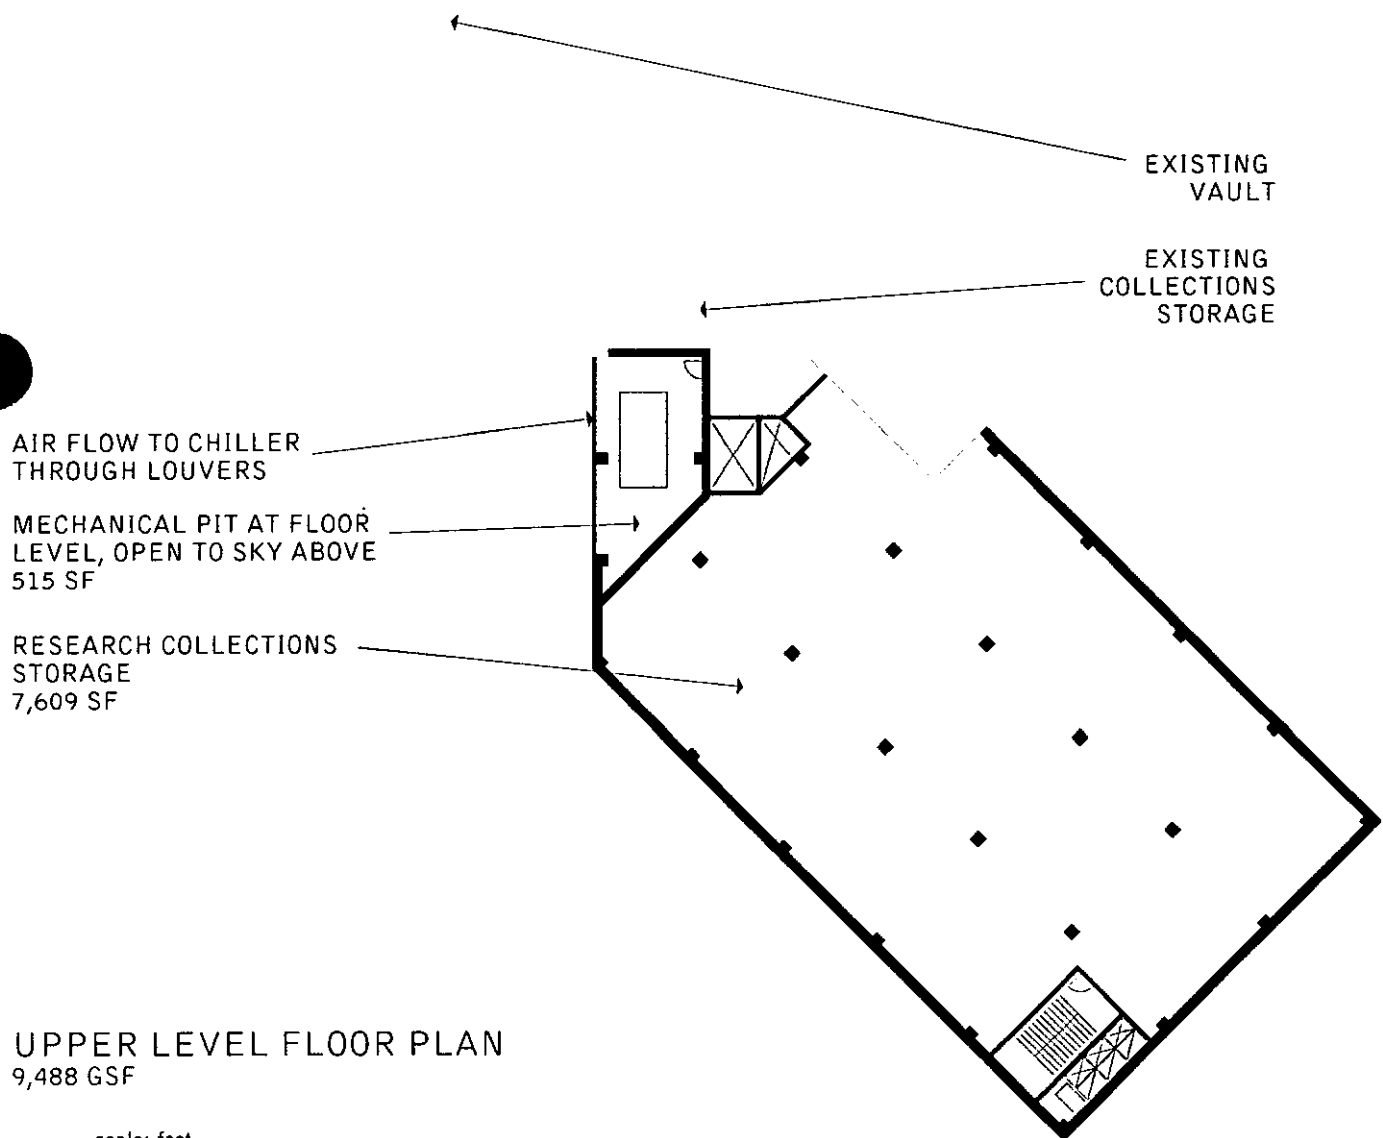 EXISTING
VAULT
EXISTING
COLLECTIONS
STORAGE
AIR FLOW TO CHILLER
THROUGH LOUVERS
MECHANICAL PIT AT FLOOR
LEVEL, OPEN TO SKY ABOVE
515 SF
RESEARCH COLLECTIONS
STORAGE
7,609 SF
UPPER LEVEL FLOOR PLAN
9,488 GSF